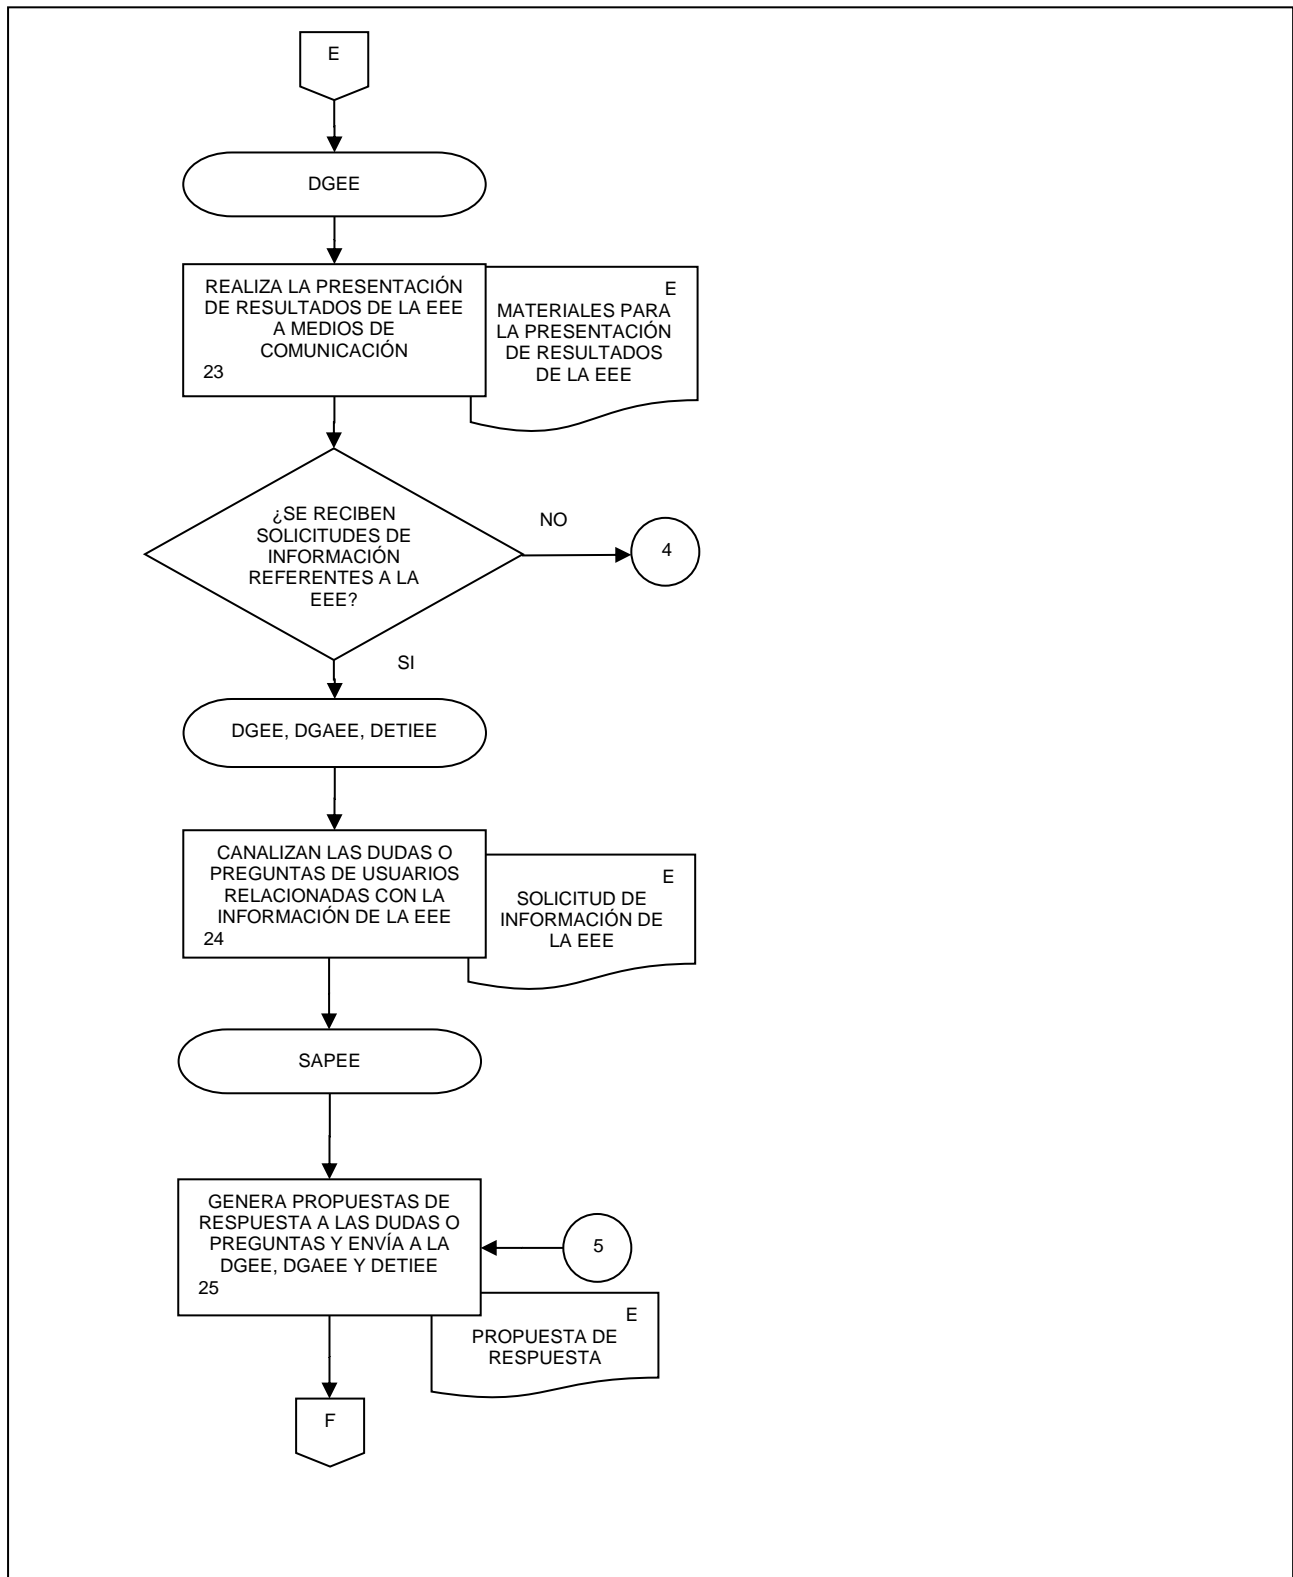 E
DGEE
REALIZA LA PRESENTACIÓN
DE RESULTADOS DE LA EEE
A MEDIOS DE
COMUNICACIÓN
23
E
MATERIALES PARA
LA PRESENTACIÓN
DE RESULTADOS
DE LA EEE
¿SE RECIBEN
SOLICITUDES DE
INFORMACIÓN
REFERENTES A LA
EEE?
NO
4
SI
DGEE, DGAEE, DETIEE
CANALIZAN LAS DUDAS O
PREGUNTAS DE USUARIOS
RELACIONADAS CON LA
INFORMACIÓN DE LA EEE
24
E
SOLICITUD DE
INFORMACIÓN DE
LA EEE
SAPEE
GENERA PROPUESTAS DE
RESPUESTA A LAS DUDAS O
PREGUNTAS Y ENVÍA A LA
DGEE, DGAEE Y DETIEE
25
5
E
PROPUESTA DE
RESPUESTA
F